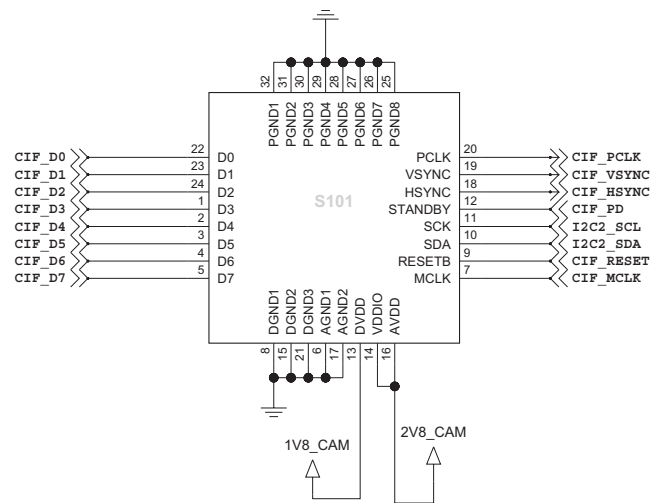 32 31 30 29 28 27 26 25
PGND1 PGND2 PGND3 PGND4 PGND5 PGND6 PGND7 PGND8
CIF_D0 22 D0 PCLK 20 CIF_PCLK
CIF_D1 23 D1 VSYNC 19 CIF_VSYNC
CIF_D2 24 D2 HSYNC 18 CIF_HSYNC
S101
CIF_D3 1 D3 STANDBY 12 CIF_PD
CIF_D4 2 D4 SCK 11 I2C2_SCL
CIF_D5 3 D5 SDA 10 I2C2_SDA
CIF_D6 4 D6 RESETB 9 CIF_RESET
CIF_D7 5 D7 MCLK 7 CIF_MCLK
DGND1 DGND2 DGND3 AGND1 AGND2 DVDD VDDIO AVDD
8 15 21 6 17 13 14 16
1V8_CAM 2V8_CAM